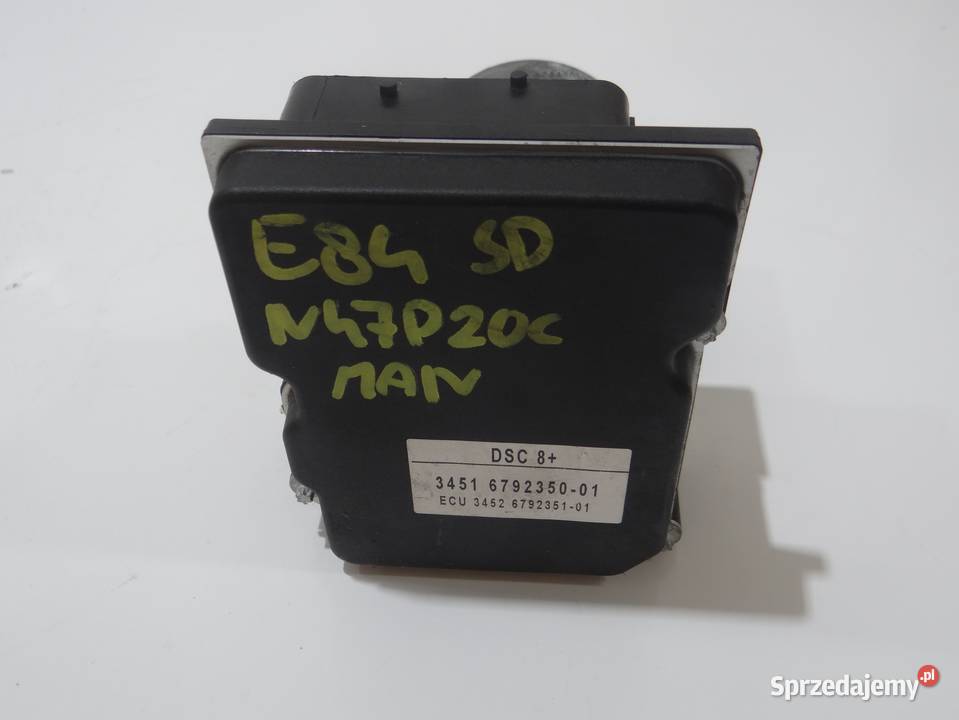 E84 SD
N47D20C
MAN
DSC 8+
3451 6792350-01
ECU 3452 6792351-01
Sprzedajemy.pl